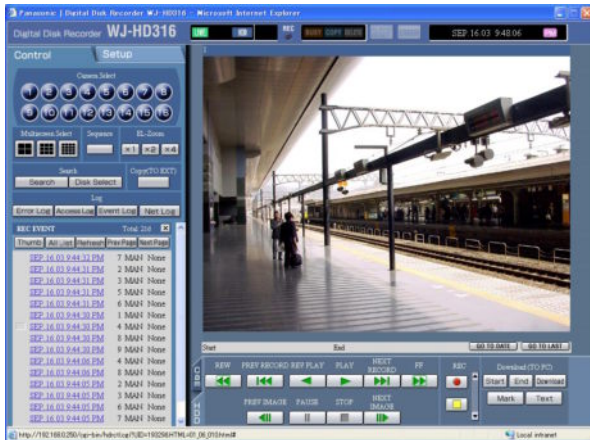 Panasonic | Digital Disk Recorder WJ-HD316 - Microsoft Internet Explorer
Digital Disk Recorder WJ-HD316
LIVE
REC
BUSY COPY
SEP.16.03 9:48:06 PM
Control
Setup
Camera Select
1 2 3 4 5 6 7 8
9 10 11 12 13 14 15 16
Multiscreen Select
Sequence
EL-Zoom
×1 ×2 ×4
Search
Copy(TO EXT)
Search
Disk Select
Log
Error Log
Access Log
Event Log
Net Log
REC EVENT
Total: 216
Thumb
All List
Refresh
Prev Page
Next Page
SEP.16.03 9:44:32 PM 7 MAN None
SEP.16.03 9:44:31 PM 2 MAN None
SEP.16.03 9:44:31 PM 3 MAN None
SEP.16.03 9:44:31 PM 5 MAN None
SEP.16.03 9:44:31 PM 6 MAN None
SEP.16.03 9:44:31 PM 1 MAN None
SEP.16.03 9:44:30 PM 4 MAN None
SEP.16.03 9:44:30 PM 8 MAN None
SEP.16.03 9:44:30 PM 9 MAN None
SEP.16.03 9:44:06 PM 4 MAN None
SEP.16.03 9:44:06 PM 8 MAN None
SEP.16.03 9:44:05 PM 2 MAN None
SEP.16.03 9:44:05 PM 3 MAN None
SEP.16.03 9:44:05 PM 6 MAN None
SEP.16.03 9:44:05 PM 7 MAN None
Start
End
GO TO DATE
GO TO LAST
REW
PREV RECORD
REV PLAY
PLAY
NEXT RECORD
FF
REC
Download (TO PC)
Start
End
Download
PREV IMAGE
PAUSE
STOP
NEXT IMAGE
Mark
Text
Local intranet